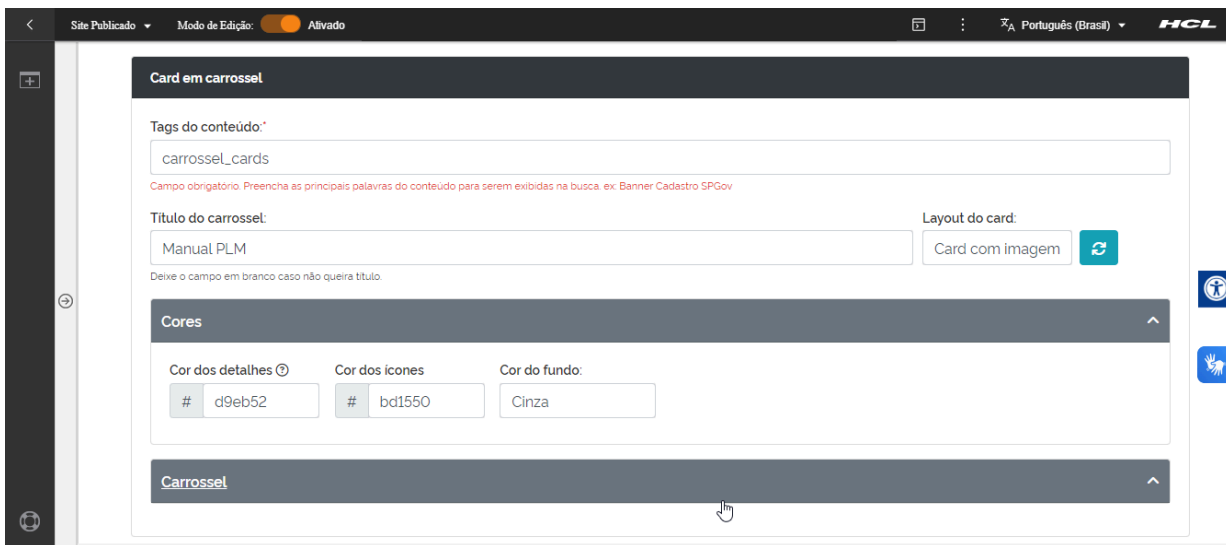 Site Publicado Modo de Edição: Ativado Português (Brasil) HCL
Card em carrossel
Tags do conteúdo:*
carrossel_cards
Campo obrigatório. Preencha as principais palavras do conteúdo para serem exibidas na busca. ex: Banner Cadastro SPGov
Título do carrossel: Layout do card:
Manual PLM Card com imagem
Deixe o campo em branco caso não queira título.
Cores
Cor dos detalhes Cor dos ícones Cor do fundo:
# d9eb52 # bd1550 Cinza
Carrossel